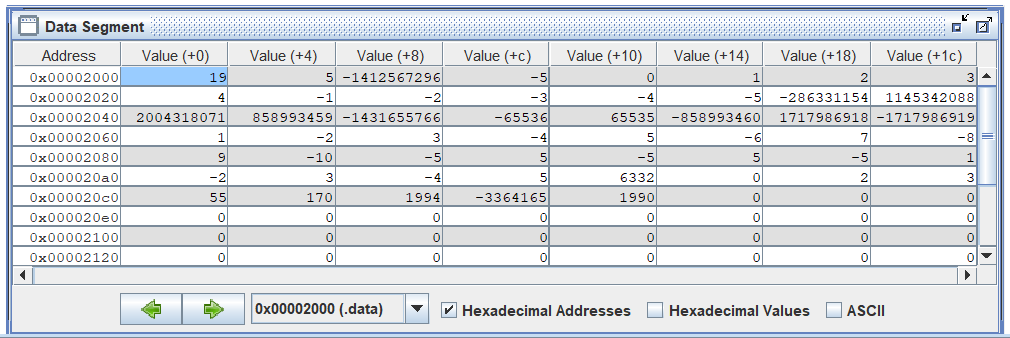 Data Segment
Address Value (+0) Value (+4) Value (+8) Value (+c) Value (+10) Value (+14) Value (+18) Value (+1c)
0x00002000 19 5 -1412567296 -5 0 1 2 3
0x00002020 4 -1 -2 -3 -4 -5 -286331154 1145342088
0x00002040 2004318071 858993459 -1431655766 -65536 65535 -858993460 1717986918 -1717986919
0x00002060 1 -2 3 -4 5 -6 7 -8
0x00002080 9 -10 -5 5 -5 5 -5 1
0x000020a0 -2 3 -4 5 6332 0 2 3
0x000020c0 55 170 1994 -3364165 1990 0 0 0
0x000020e0 0 0 0 0 0 0 0 0
0x00002100 0 0 0 0 0 0 0 0
0x00002120 0 0 0 0 0 0 0 0
0x00002000 (.data) Hexadecimal Addresses Hexadecimal Values ASCII